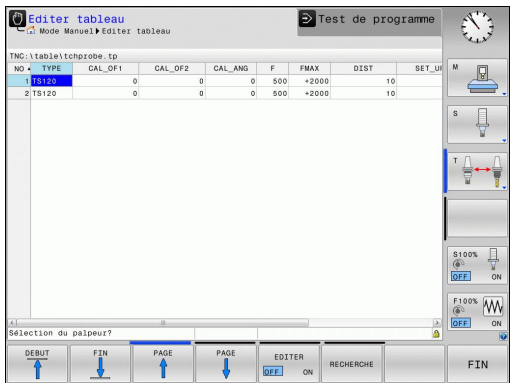 Editer tableau
Mode Manuel Editer tableau
Test de programme
TNC:\table\tchprobe.tp
NO TYPE CAL_OF1 CAL_OF2 CAL_ANG F FMAX DIST SET_U
1 TS120 0 0 0 500 +2000 10
2 TS120 0 0 0 500 +2000 10
Sélection du palpeur?
M
S
T
S100%
OFF ON
F100%
OFF ON
DEBUT
FIN
PAGE
PAGE
EDITER
OFF ON
RECHERCHE
FIN